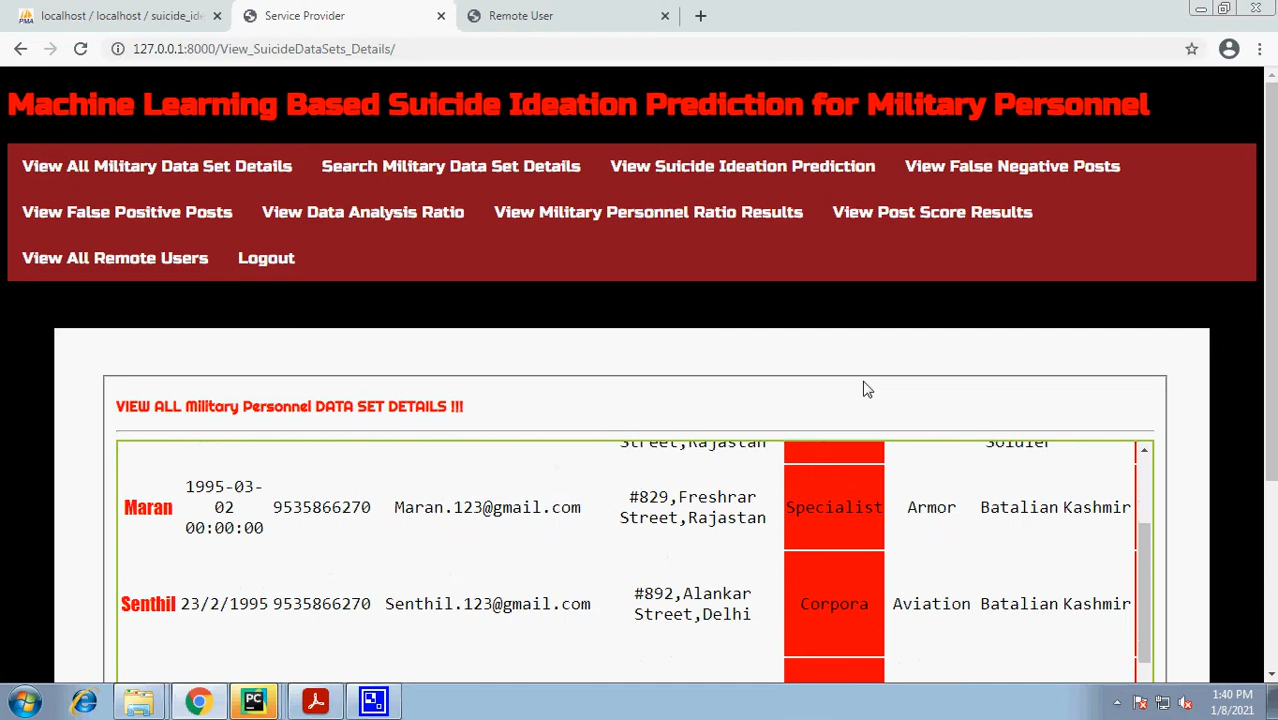 localhost / localhost / suicide_id
Service Provider
Remote User
127.0.0.1:8000/View_SuicideDataSets_Details/
Machine Learning Based Suicide Ideation Prediction for Military Personnel
View All Military Data Set Details Search Military Data Set Details View Suicide Ideation Prediction View False Negative Posts
View False Positive Posts View Data Analysis Ratio View Military Personnel Ratio Results View Post Score Results
View All Remote Users Logout
VIEW ALL Military Personnel DATA SET DETAILS !!!
Street,Rajastan Soldier
Maran 1995-03-02 00:00:00 9535866270 Maran.123@gmail.com #829,Freshrar Street,Rajastan Specialist Armor Batalian Kashmir
Senthil 23/2/1995 9535866270 Senthil.123@gmail.com #892,Alankar Street,Delhi Corpora Aviation Batalian Kashmir
PC
1:40 PM
1/8/2021